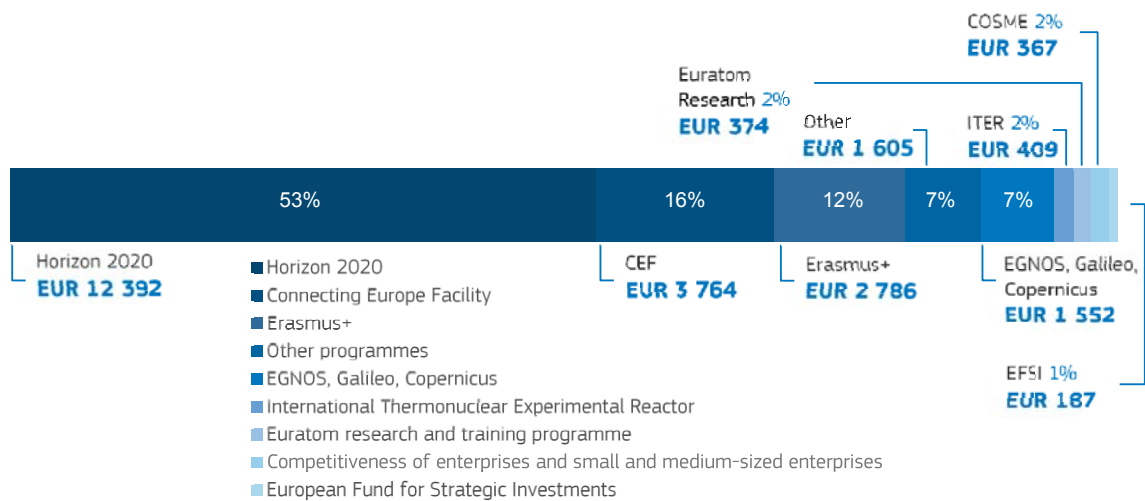 COSME 2%
EUR 367
Euratom
Research 2%
EUR 374
Other
EUR 1 605
ITER 2%
EUR 409
53%
16%
12%
7%
7%
Horizon 2020
EUR 12 392
CEF
EUR 3 764
Erasmus+
EUR 2 786
EGNOS, Galileo,
Copernicus
EUR 1 552
EFSI 1%
EUR 187
Horizon 2020
Connecting Europe Facility
Erasmus+
Other programmes
EGNOS, Galileo, Copernicus
International Thermonuclear Experimental Reactor
Euratom research and training programme
Competitiveness of enterprises and small and medium-sized enterprises
European Fund for Strategic Investments